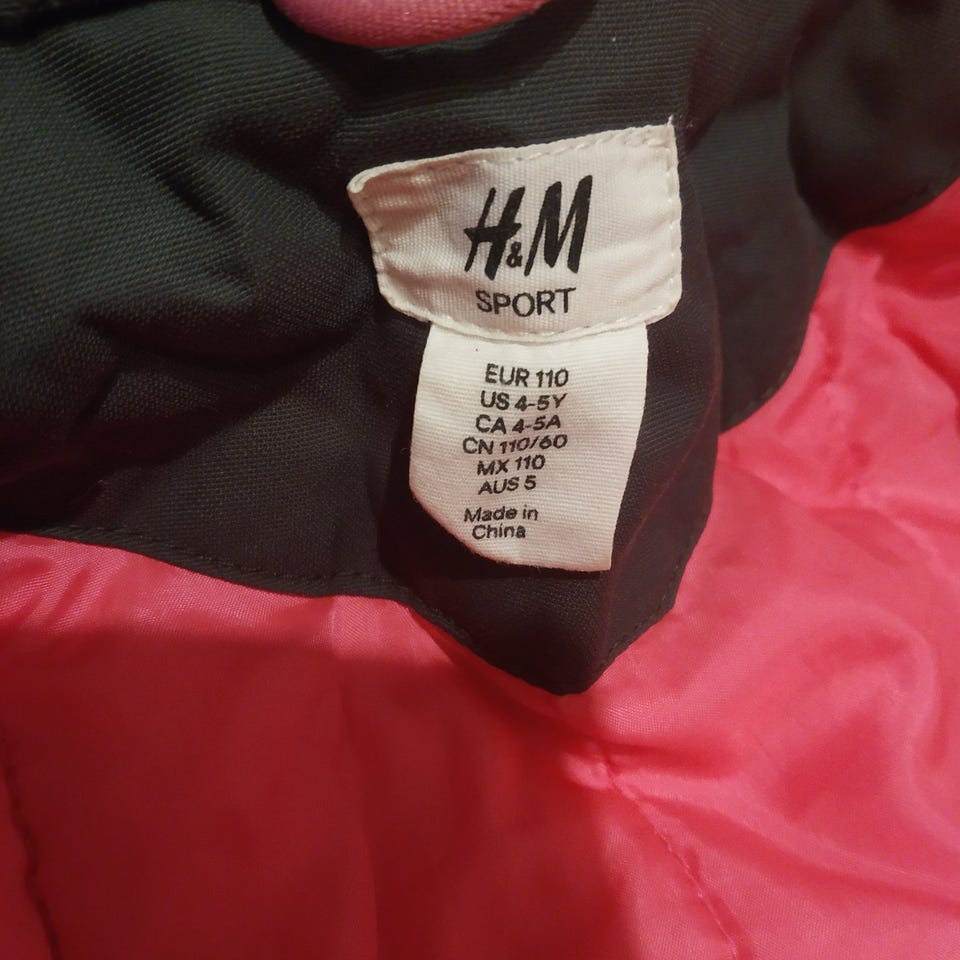 H&M
SPORT
EUR 110
US 4-5Y
CA 4-5A
CN 110/60
MX 110
AUS 5
Made in
China